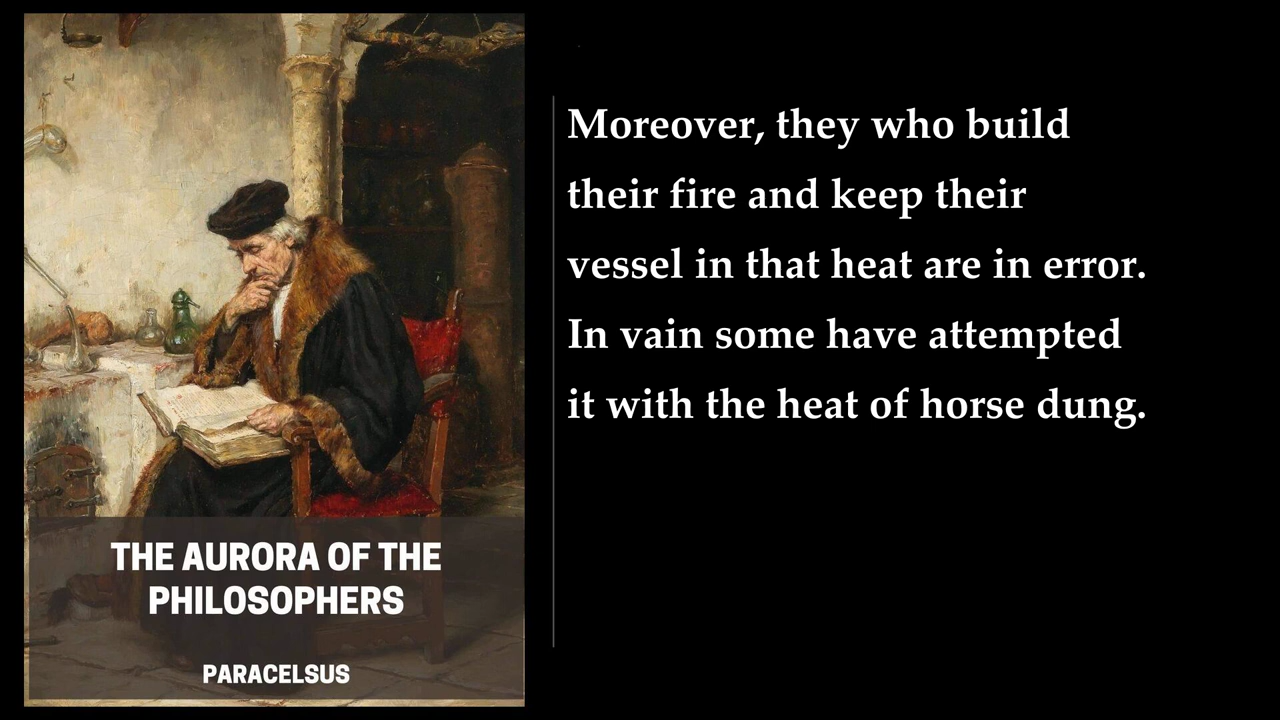 THE AURORA OF THE
PHILOSOPHERS
PARACELSUS
Moreover, they who build
their fire and keep their
vessel in that heat are in error.
In vain some have attempted
it with the heat of horse dung.